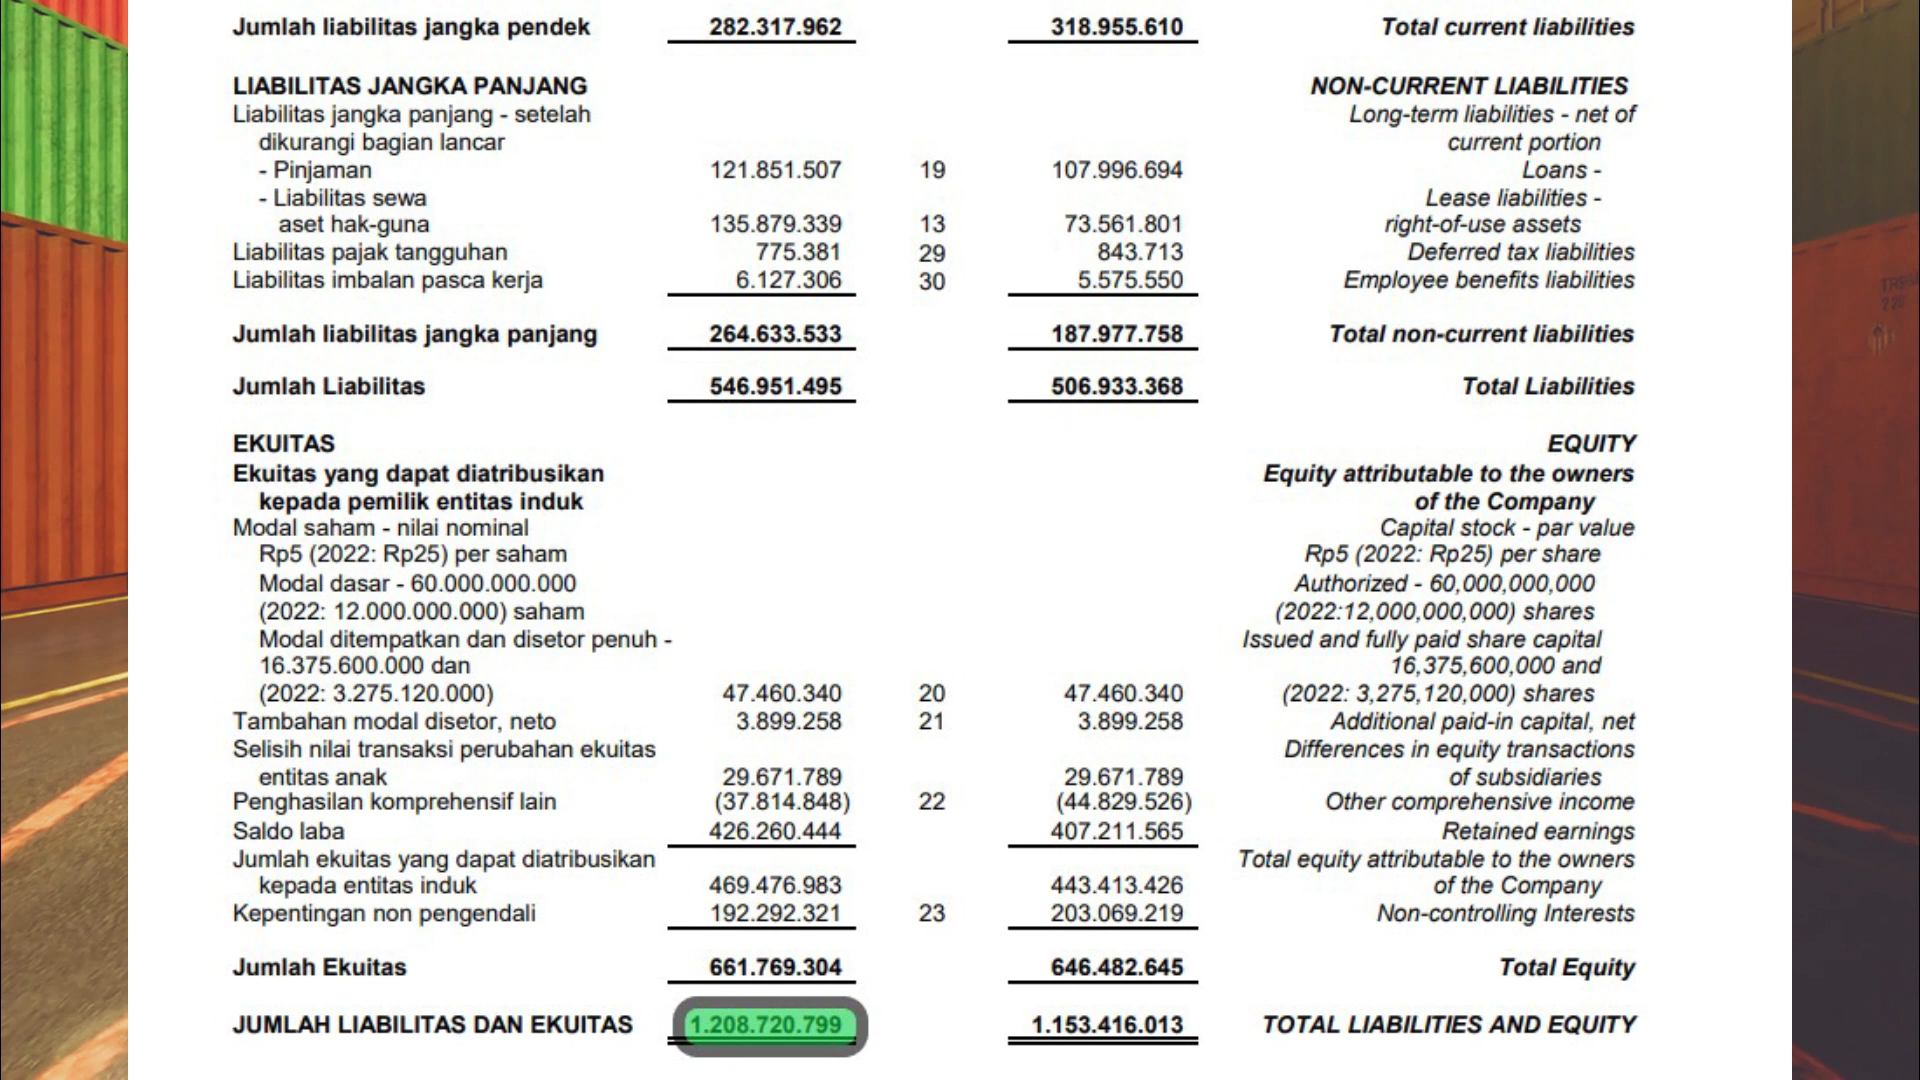 Jumlah liabilitas jangka pendek 282.317.962 318.955.610 Total current liabilities
LIABILITAS JANGKA PANJANG NON-CURRENT LIABILITIES
Liabilitas jangka panjang - setelah Long-term liabilities - net of
dikurangi bagian lancar current portion
- Pinjaman 121.851.507 19 107.996.694 Loans -
- Liabilitas sewa Lease liabilities -
aset hak-guna 135.879.339 13 73.561.801 right-of-use assets
Liabilitas pajak tangguhan 775.381 29 843.713 Deferred tax liabilities
Liabilitas imbalan pasca kerja 6.127.306 30 5.575.550 Employee benefits liabilities
Jumlah liabilitas jangka panjang 264.633.533 187.977.758 Total non-current liabilities
Jumlah Liabilitas 546.951.495 506.933.368 Total Liabilities
EKUITAS EQUITY
Ekuitas yang dapat diatribusikan Equity attributable to the owners
kepada pemilik entitas induk of the Company
Modal saham - nilai nominal Capital stock - par value
Rp5 (2022: Rp25) per saham Rp5 (2022: Rp25) per share
Modal dasar - 60.000.000.000 Authorized - 60,000,000,000
(2022: 12.000.000.000) saham (2022:12,000,000,000) shares
Modal ditempatkan dan disetor penuh - Issued and fully paid share capital
16.375.600.000 dan 16,375,600,000 and
(2022: 3.275.120.000) 47.460.340 20 47.460.340 (2022: 3,275,120,000) shares
Tambahan modal disetor, neto 3.899.258 21 3.899.258 Additional paid-in capital, net
Selisih nilai transaksi perubahan ekuitas Differences in equity transactions
entitas anak 29.671.789 29.671.789 of subsidiaries
Penghasilan komprehensif lain (37.814.848) 22 (44.829.526) Other comprehensive income
Saldo laba 426.260.444 407.211.565 Retained earnings
Jumlah ekuitas yang dapat diatribusikan Total equity attributable to the owners
kepada entitas induk 469.476.983 443.413.426 of the Company
Kepentingan non pengendali 192.292.321 23 203.069.219 Non-controlling Interests
Jumlah Ekuitas 661.769.304 646.482.645 Total Equity
JUMLAH LIABILITAS DAN EKUITAS 1.208.720.799 1.153.416.013 TOTAL LIABILITIES AND EQUITY